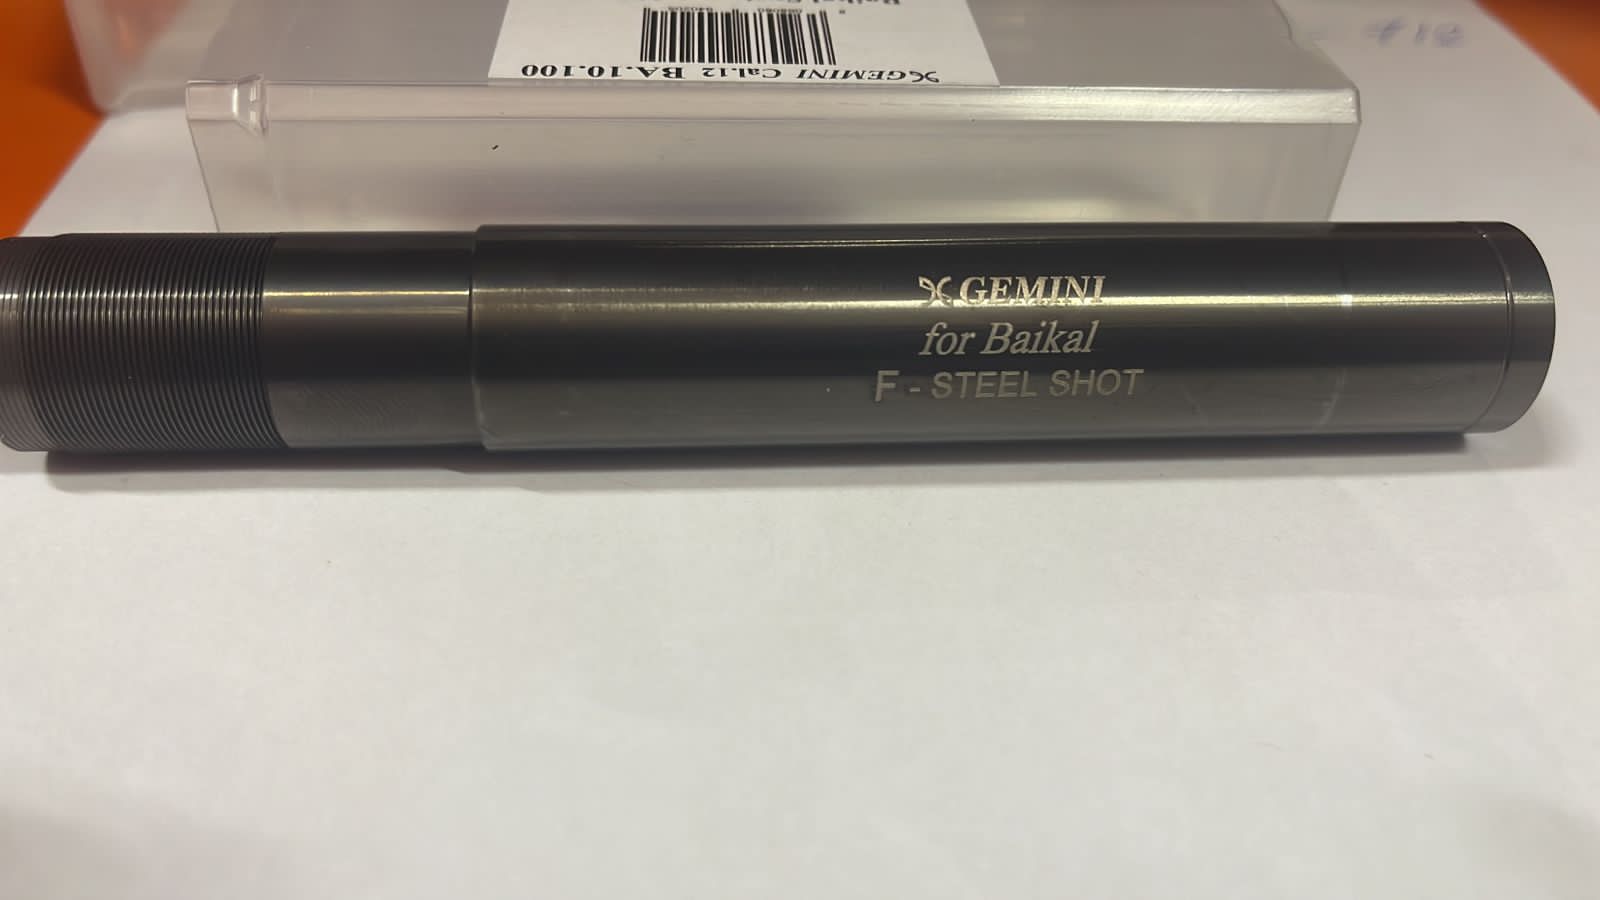 GEMINI Cal.12 BA.10.100
GEMINI
for Baikal
F - STEEL SHOT